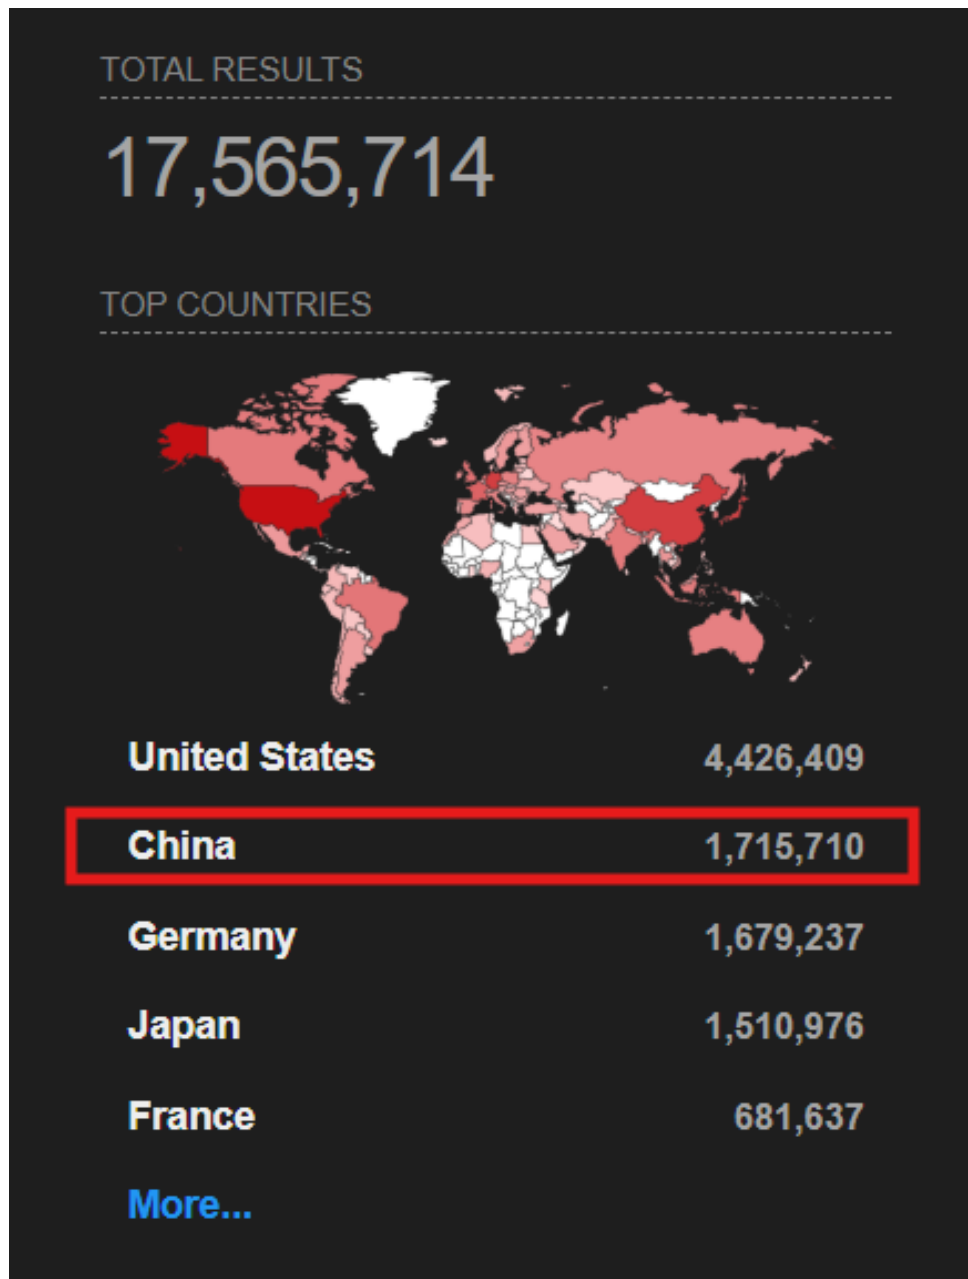 TOTAL RESULTS
17,565,714
TOP COUNTRIES
United States 4,426,409
China 1,715,710
Germany 1,679,237
Japan 1,510,976
France 681,637
More...